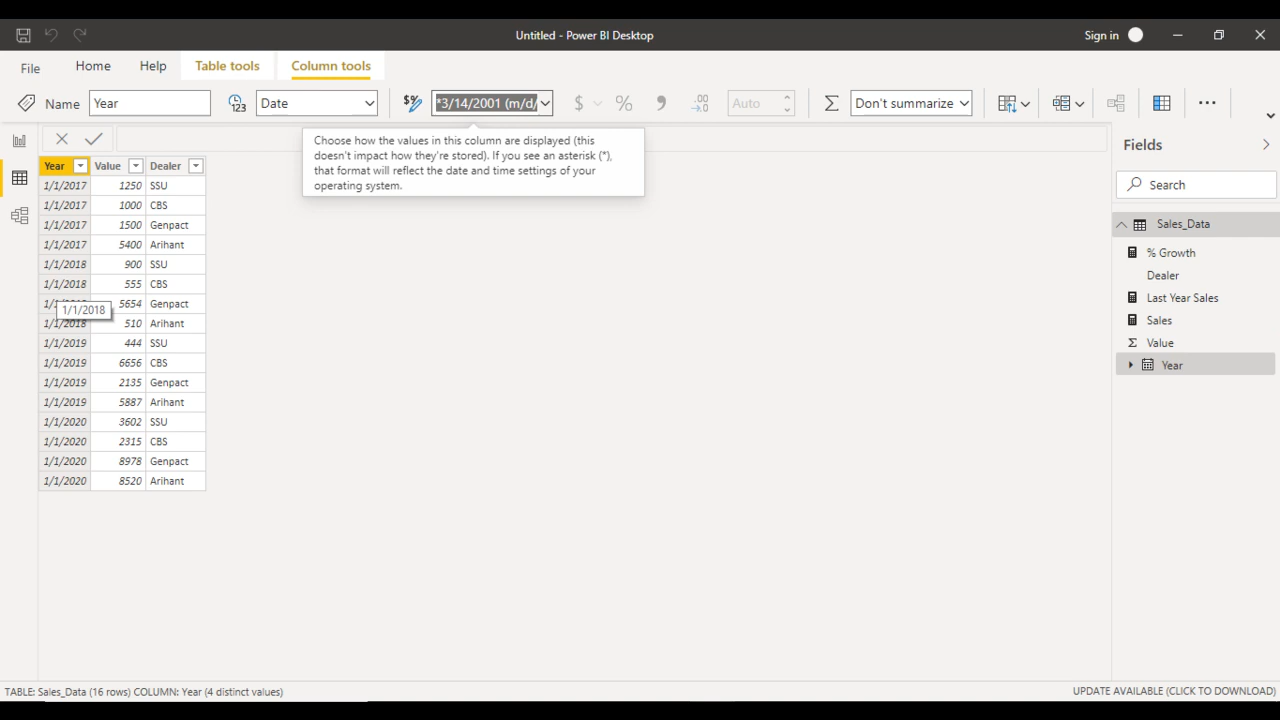 Untitled - Power BI Desktop
Sign in
File
Home
Help
Table tools
Column tools
Name
Year
Date
*3/14/2001 (m/d/
$
%
Auto
Don't summarize
Choose how the values in this column are displayed (this
doesn't impact how they're stored). If you see an asterisk (*),
that format will reflect the date and time settings of your
operating system.
Year Value Dealer
1/1/2017 1250 SSU
1/1/2017 1000 CBS
1/1/2017 1500 Genpact
1/1/2017 5400 Arihant
1/1/2018 900 SSU
1/1/2018 555 CBS
5654 Genpact
1/1/2018
1/1/2018 510 Arihant
1/1/2019 444 SSU
1/1/2019 6656 CBS
1/1/2019 2135 Genpact
1/1/2019 5887 Arihant
1/1/2020 3602 SSU
1/1/2020 2315 CBS
1/1/2020 8978 Genpact
1/1/2020 8520 Arihant
Fields
Search
Sales_Data
% Growth
Dealer
Last Year Sales
Sales
Σ Value
Year
TABLE: Sales_Data (16 rows) COLUMN: Year (4 distinct values)
UPDATE AVAILABLE (CLICK TO DOWNLOAD)